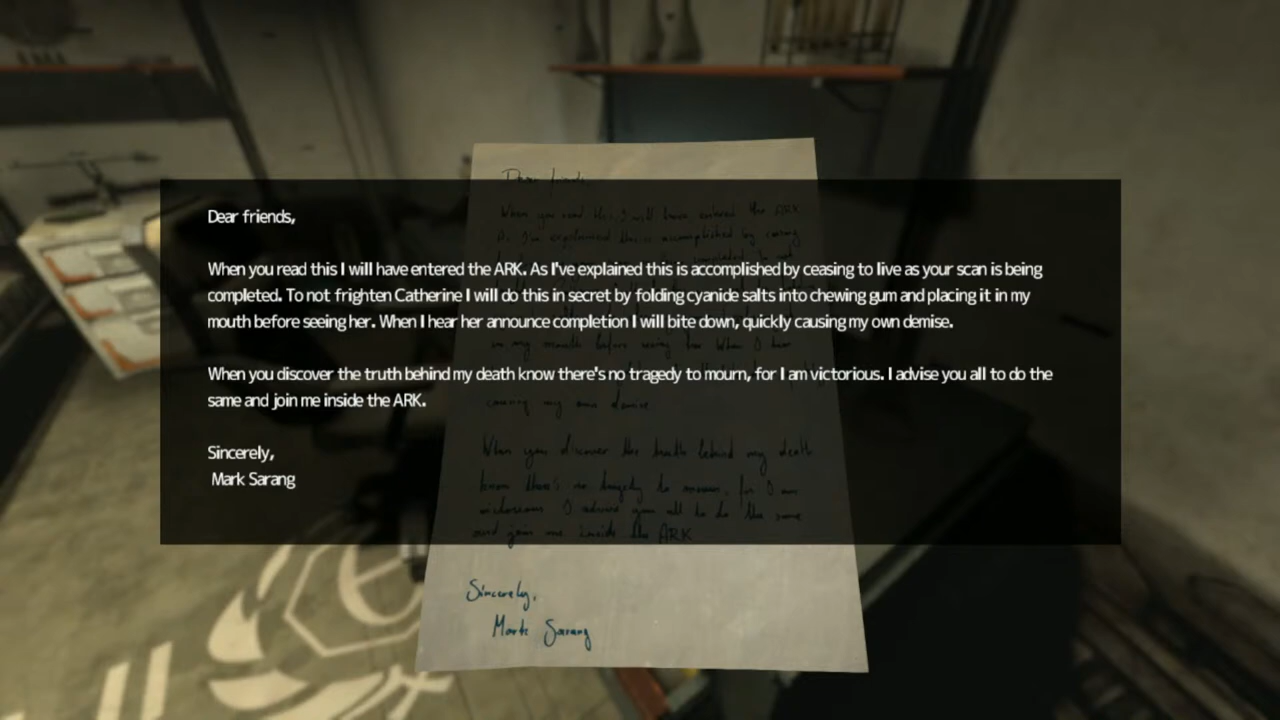 Dear friends,
When you read this I will have entered the ARK. As I've explained this is accomplished by ceasing to live as your scan is being
completed. To not frighten Catherine I will do this in secret by folding cyanide salts into chewing gum and placing it in my
mouth before seeing her. When I hear her announce completion I will bite down, quickly causing my own demise.
When you discover the truth behind my death know there's no tragedy to mourn, for I am victorious. I advise you all to do the
same and join me inside the ARK.
Sincerely,
Mark Sarang
Sincerely,
Mark Sarang